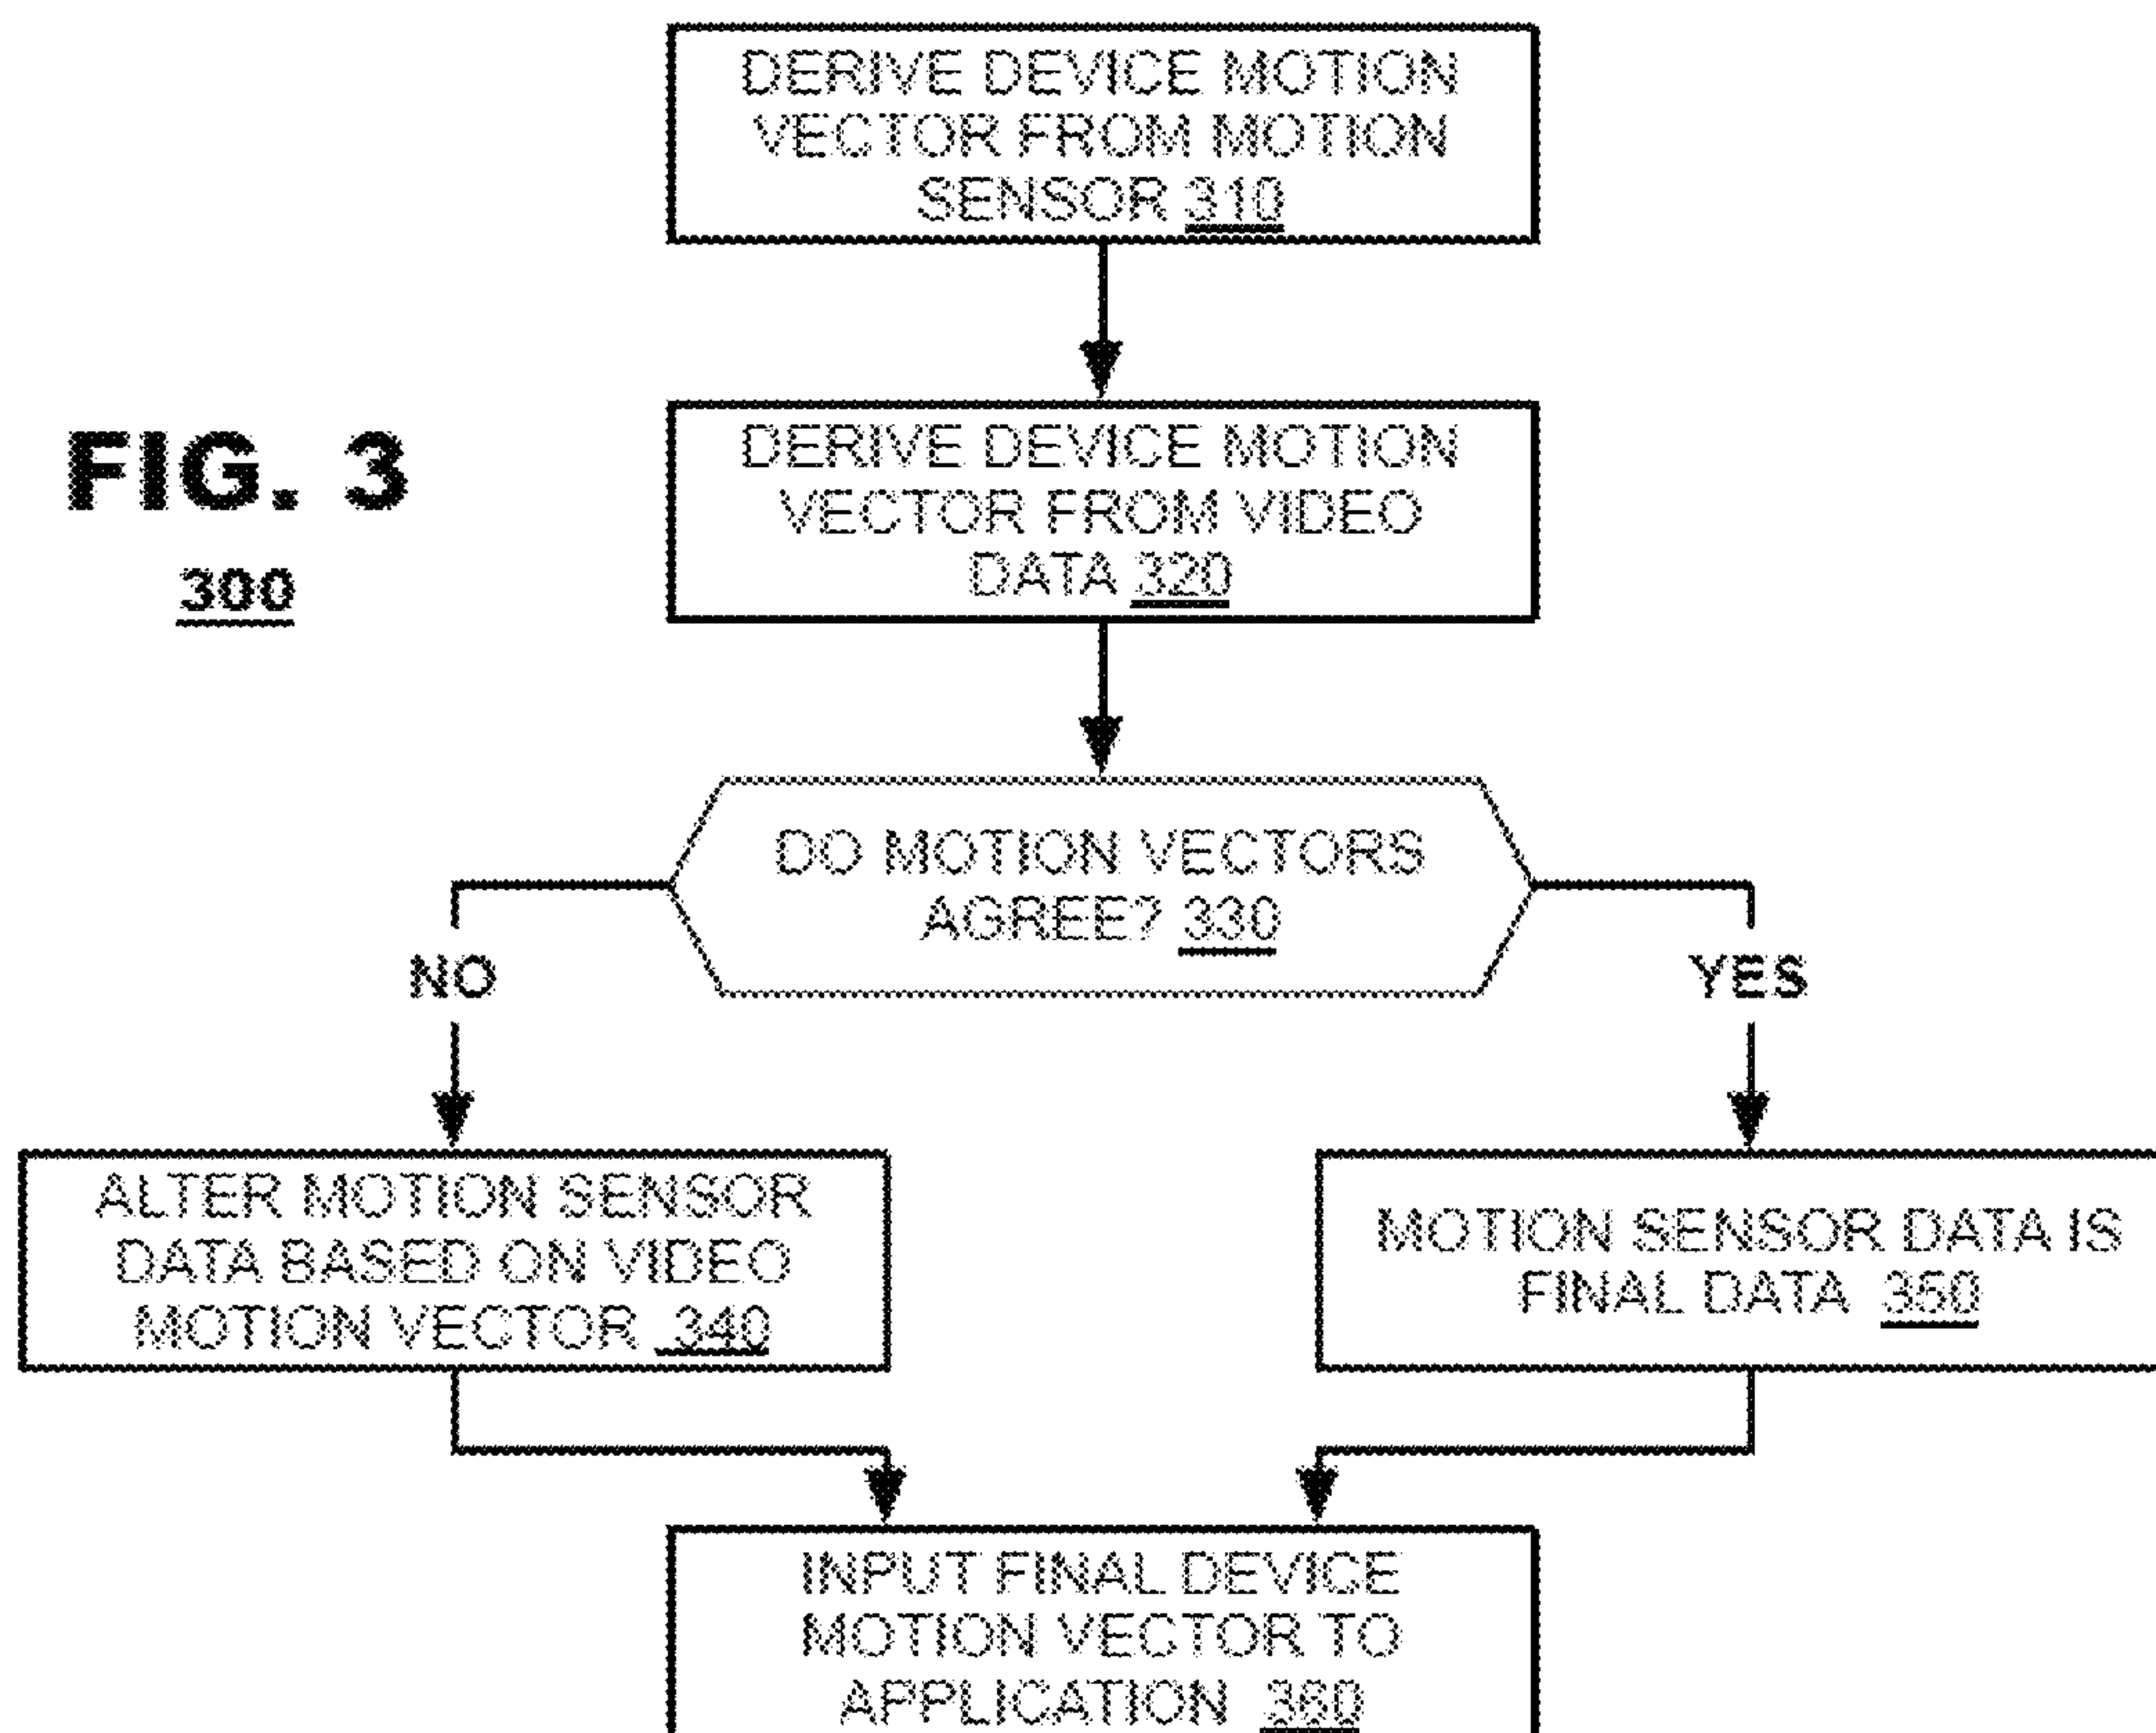 DERIVE DEVICE MOTION
VECTOR FROM MOTION
SENSOR 310
FIG. 3
300
DERIVE DEVICE MOTION
VECTOR FROM VIDEO
DATA 320
DO MOTION VECTORS
AGREE? 330
NO
YES
ALTER MOTION SENSOR
DATA BASED ON VIDEO
MOTION VECTOR 340
MOTION SENSOR DATA IS
FINAL DATA 350
INPUT FINAL DEVICE
MOTION VECTOR TO
APPLICATION 360